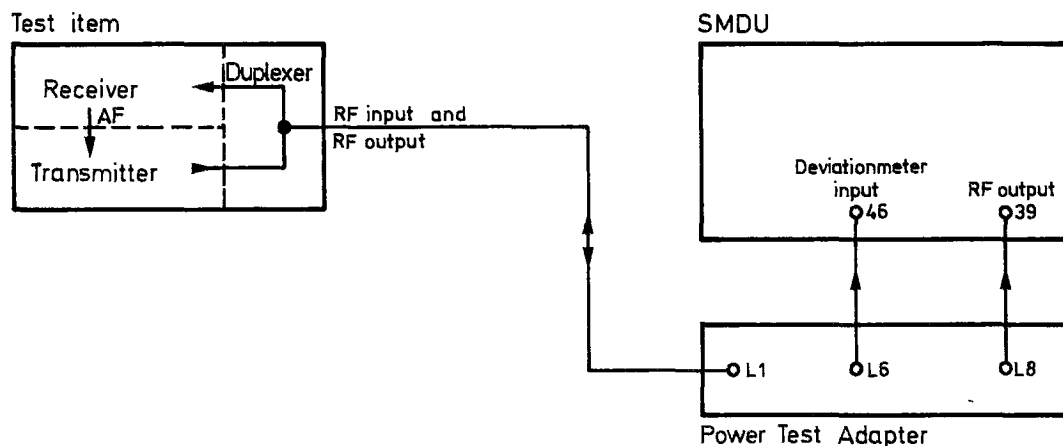 Test item
SMDU
Duplexer
Receiver
AF
Transmitter
RF input and
RF output
Deviationmeter
input
46
RF output
39
L1
L6
L8
Power Test Adapter